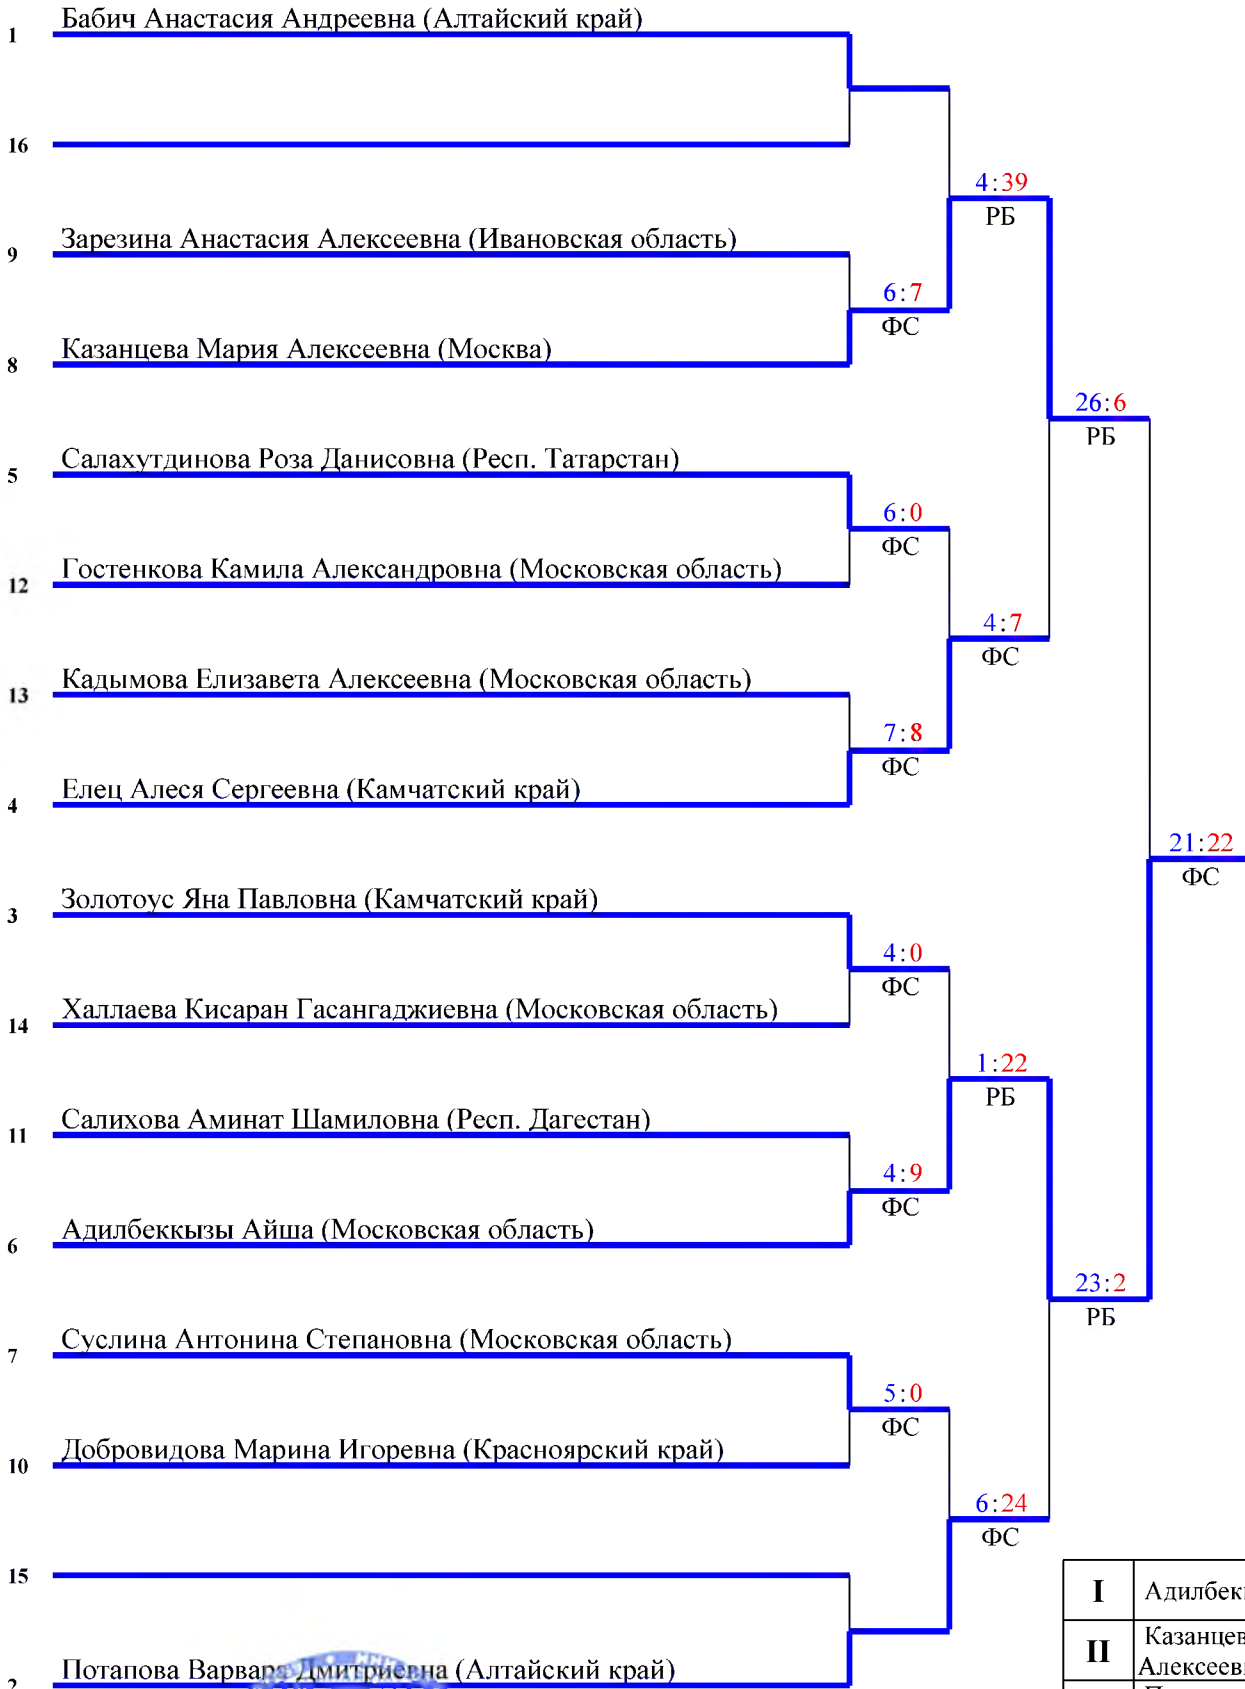 Бабич Анастасия Андреевна (Алтайский край)
1
16
4:39
РБ
Зарезина Анастасия Алексеевна (Ивановская область)
9
6:7
ФС
Казанцева Мария Алексеевна (Москва)
8
26:6
РБ
Салахутдинова Роза Данисовна (Респ. Татарстан)
5
6:0
ФС
Гостенкова Камила Александровна (Московская область)
12
4:7
ФС
Кадымова Елизавета Алексеевна (Московская область)
13
7:8
ФС
Елец Алеся Сергеевна (Камчатский край)
4
21:22
ФС
Золотоус Яна Павловна (Камчатский край)
3
4:0
ФС
Халлаева Кисаран Гасангаджиевна (Московская область)
14
1:22
РБ
Салихова Аминат Шамиловна (Респ. Дагестан)
11
4:9
ФС
Адилбеккызы Айша (Московская область)
6
23:2
РБ
Суслина Антонина Степановна (Московская область)
7
5:0
ФС
Добровидова Марина Игоревна (Красноярский край)
10
6:24
ФС
15
I Адилбек
II Казанцев
Алексеев
Потапова Варвара Дмитриевна (Алтайский край)
2